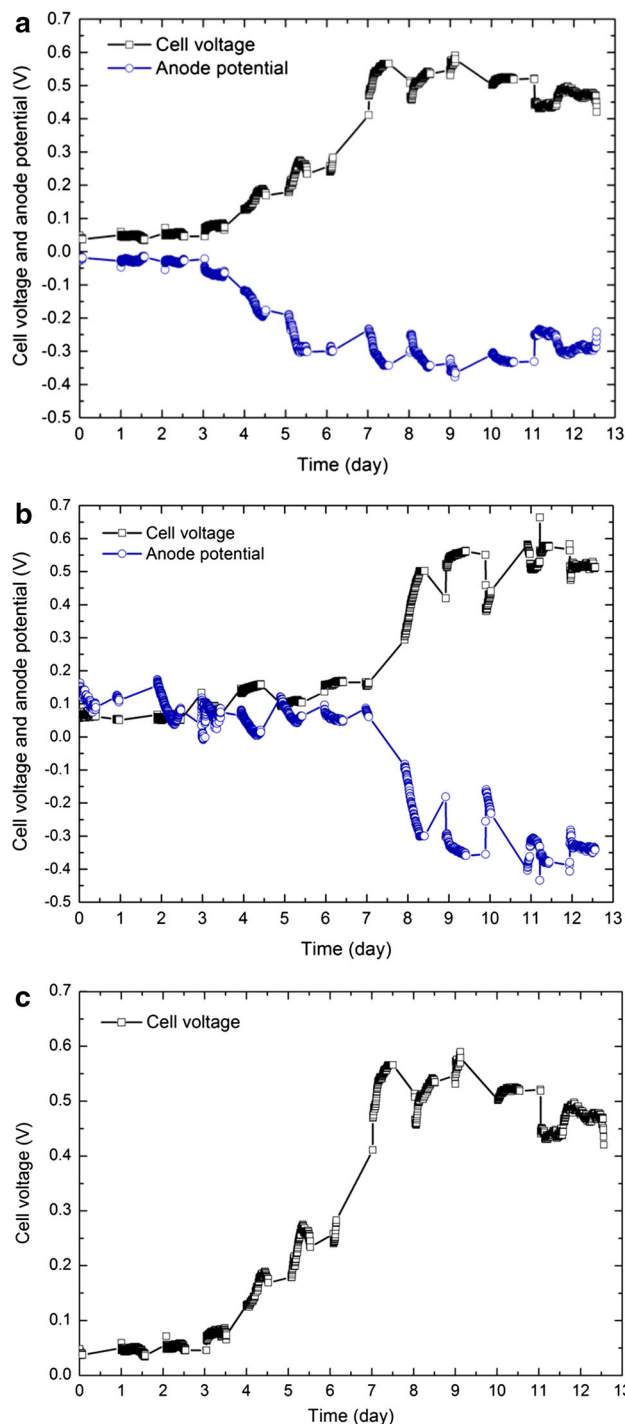 a
Cell voltage
Anode potential
Cell voltage and anode potential (V)
0.7
0.6
0.5
0.4
0.3
0.2
0.1
0.0
-0.1
-0.2
-0.3
-0.4
-0.5
0 1 2 3 4 5 6 7 8 9 10 11 12 13
Time (day)
b
Cell voltage
Anode potential
Cell voltage and anode potential (V)
0.7
0.6
0.5
0.4
0.3
0.2
0.1
0.0
-0.1
-0.2
-0.3
-0.4
-0.5
0 1 2 3 4 5 6 7 8 9 10 11 12 13
Time (day)
c
Cell voltage
Cell voltage (V)
0.7
0.6
0.5
0.4
0.3
0.2
0.1
0.0
0 1 2 3 4 5 6 7 8 9 10 11 12 13
Time (day)